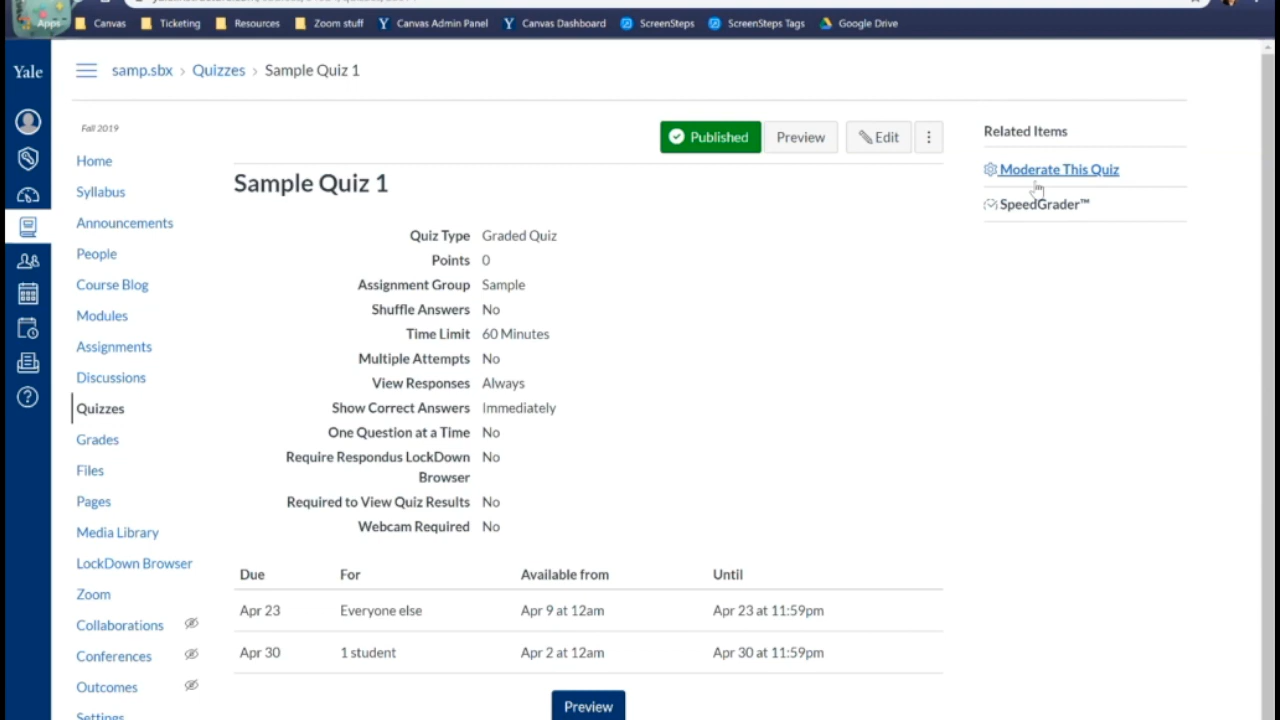 Apps Canvas Ticketing Resources Zoom stuff Canvas Admin Panel Canvas Dashboard ScreenSteps ScreenSteps Tags Google Drive
Yale
samp.sbx > Quizzes > Sample Quiz 1
Fall 2019
Home
Syllabus
Announcements
People
Course Blog
Modules
Assignments
Discussions
Quizzes
Grades
Files
Pages
Media Library
LockDown Browser
Zoom
Collaborations
Conferences
Outcomes
Settings
Published Preview Edit
Sample Quiz 1
Quiz Type Graded Quiz
Points 0
Assignment Group Sample
Shuffle Answers No
Time Limit 60 Minutes
Multiple Attempts No
View Responses Always
Show Correct Answers Immediately
One Question at a Time No
Require Respondus LockDown No
Browser
Required to View Quiz Results No
Webcam Required No
Due For Available from Until
Apr 23 Everyone else Apr 9 at 12am Apr 23 at 11:59pm
Apr 30 1 student Apr 2 at 12am Apr 30 at 11:59pm
Preview
Related Items
Moderate This Quiz
SpeedGrader™